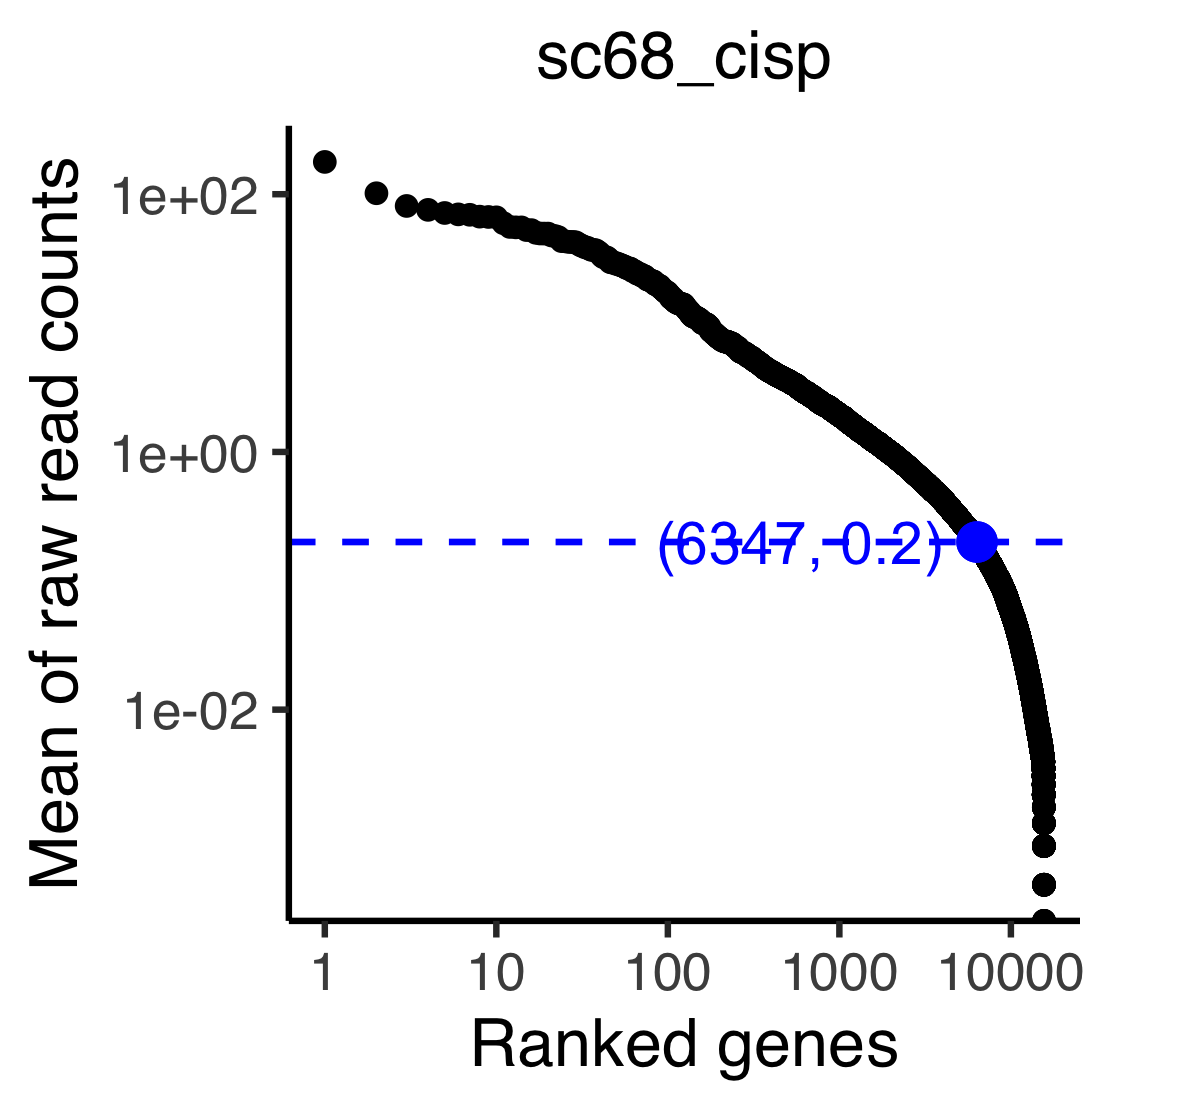 sc68_cisp
Mean of raw read counts
1e+02
1e+00
1e-02
(6347, 0.2)
1 10 100 1000 10000
Ranked genes